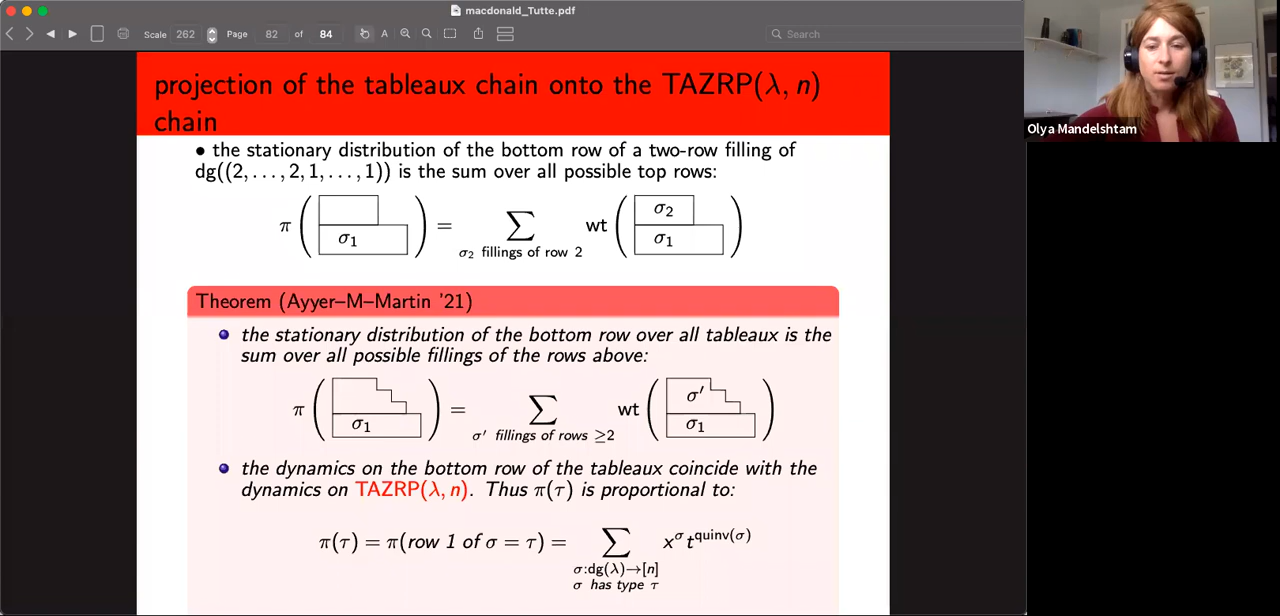 macdonald_Tutte.pdf
Scale 262 Page 82 of 84 A Search
projection of the tableaux chain onto the TAZRP(λ, n)
chain
• the stationary distribution of the bottom row of a two-row filling of
dg((2, . . . , 2, 1, . . . , 1)) is the sum over all possible top rows:
π ( σ₁ ) = ∑ wt ( σ₂ σ₁ )
σ₂ fillings of row 2
Theorem (Ayyer–M–Martin '21)
the stationary distribution of the bottom row over all tableaux is the
sum over all possible fillings of the rows above:
π ( σ₁ ) = ∑ wt ( σ′ σ₁ )
σ′ fillings of rows ≥2
the dynamics on the bottom row of the tableaux coincide with the
dynamics on TAZRP(λ, n). Thus π(τ) is proportional to:
π(τ) = π(row 1 of σ = τ) = ∑ x^σ t^quinv(σ)
σ:dg(λ)→[n]
σ has type τ
Olya Mandelshtam